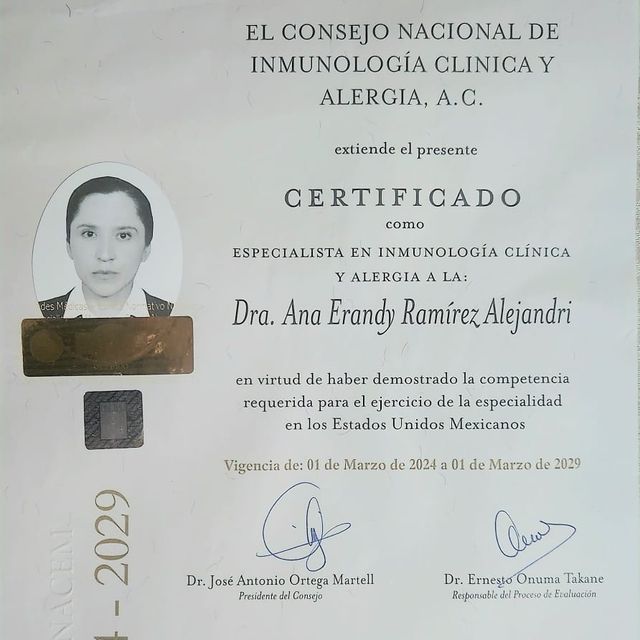 EL CONSEJO NACIONAL DE
INMUNOLOGÍA CLINICA Y
ALERGIA, A.C.
extiende el presente
CERTIFICADO
como
ESPECIALISTA EN INMUNOLOGÍA CLÍNICA
Y ALERGIA A LA:
Dra. Ana Erandy Ramírez Alejandri
en virtud de haber demostrado la competencia
requerida para el ejercicio de la especialidad
en los Estados Unidos Mexicanos
Vigencia de: 01 de Marzo de 2024 a 01 de Marzo de 2029
Dr. José Antonio Ortega Martell
Presidente del Consejo
Dr. Ernesto Onuma Takane
Responsable del Proceso de Evaluación
4 - 2029
NACEM